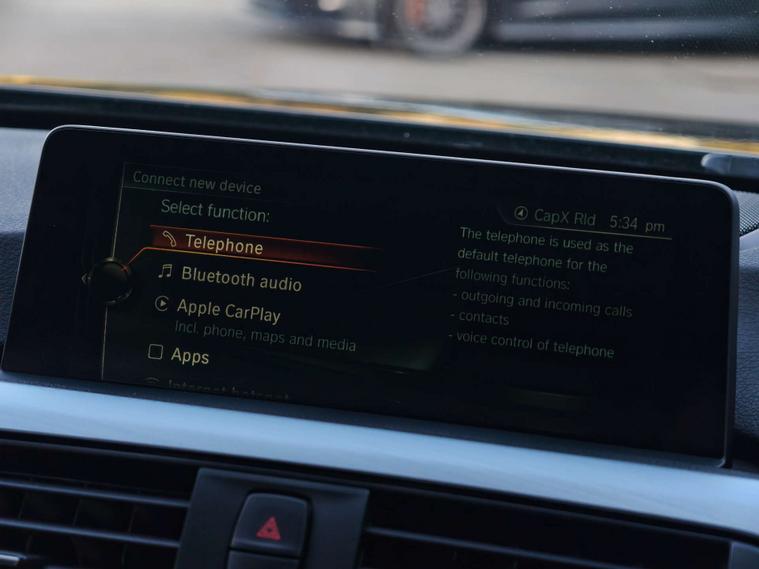 Connect new device
CapX Rld 5:34 pm
Select function:
Telephone
Bluetooth audio
Apple CarPlay
Incl. phone, maps and media
Apps
Internet hotspot
The telephone is used as the
default telephone for the
following functions:
- outgoing and incoming calls
- contacts
- voice control of telephone